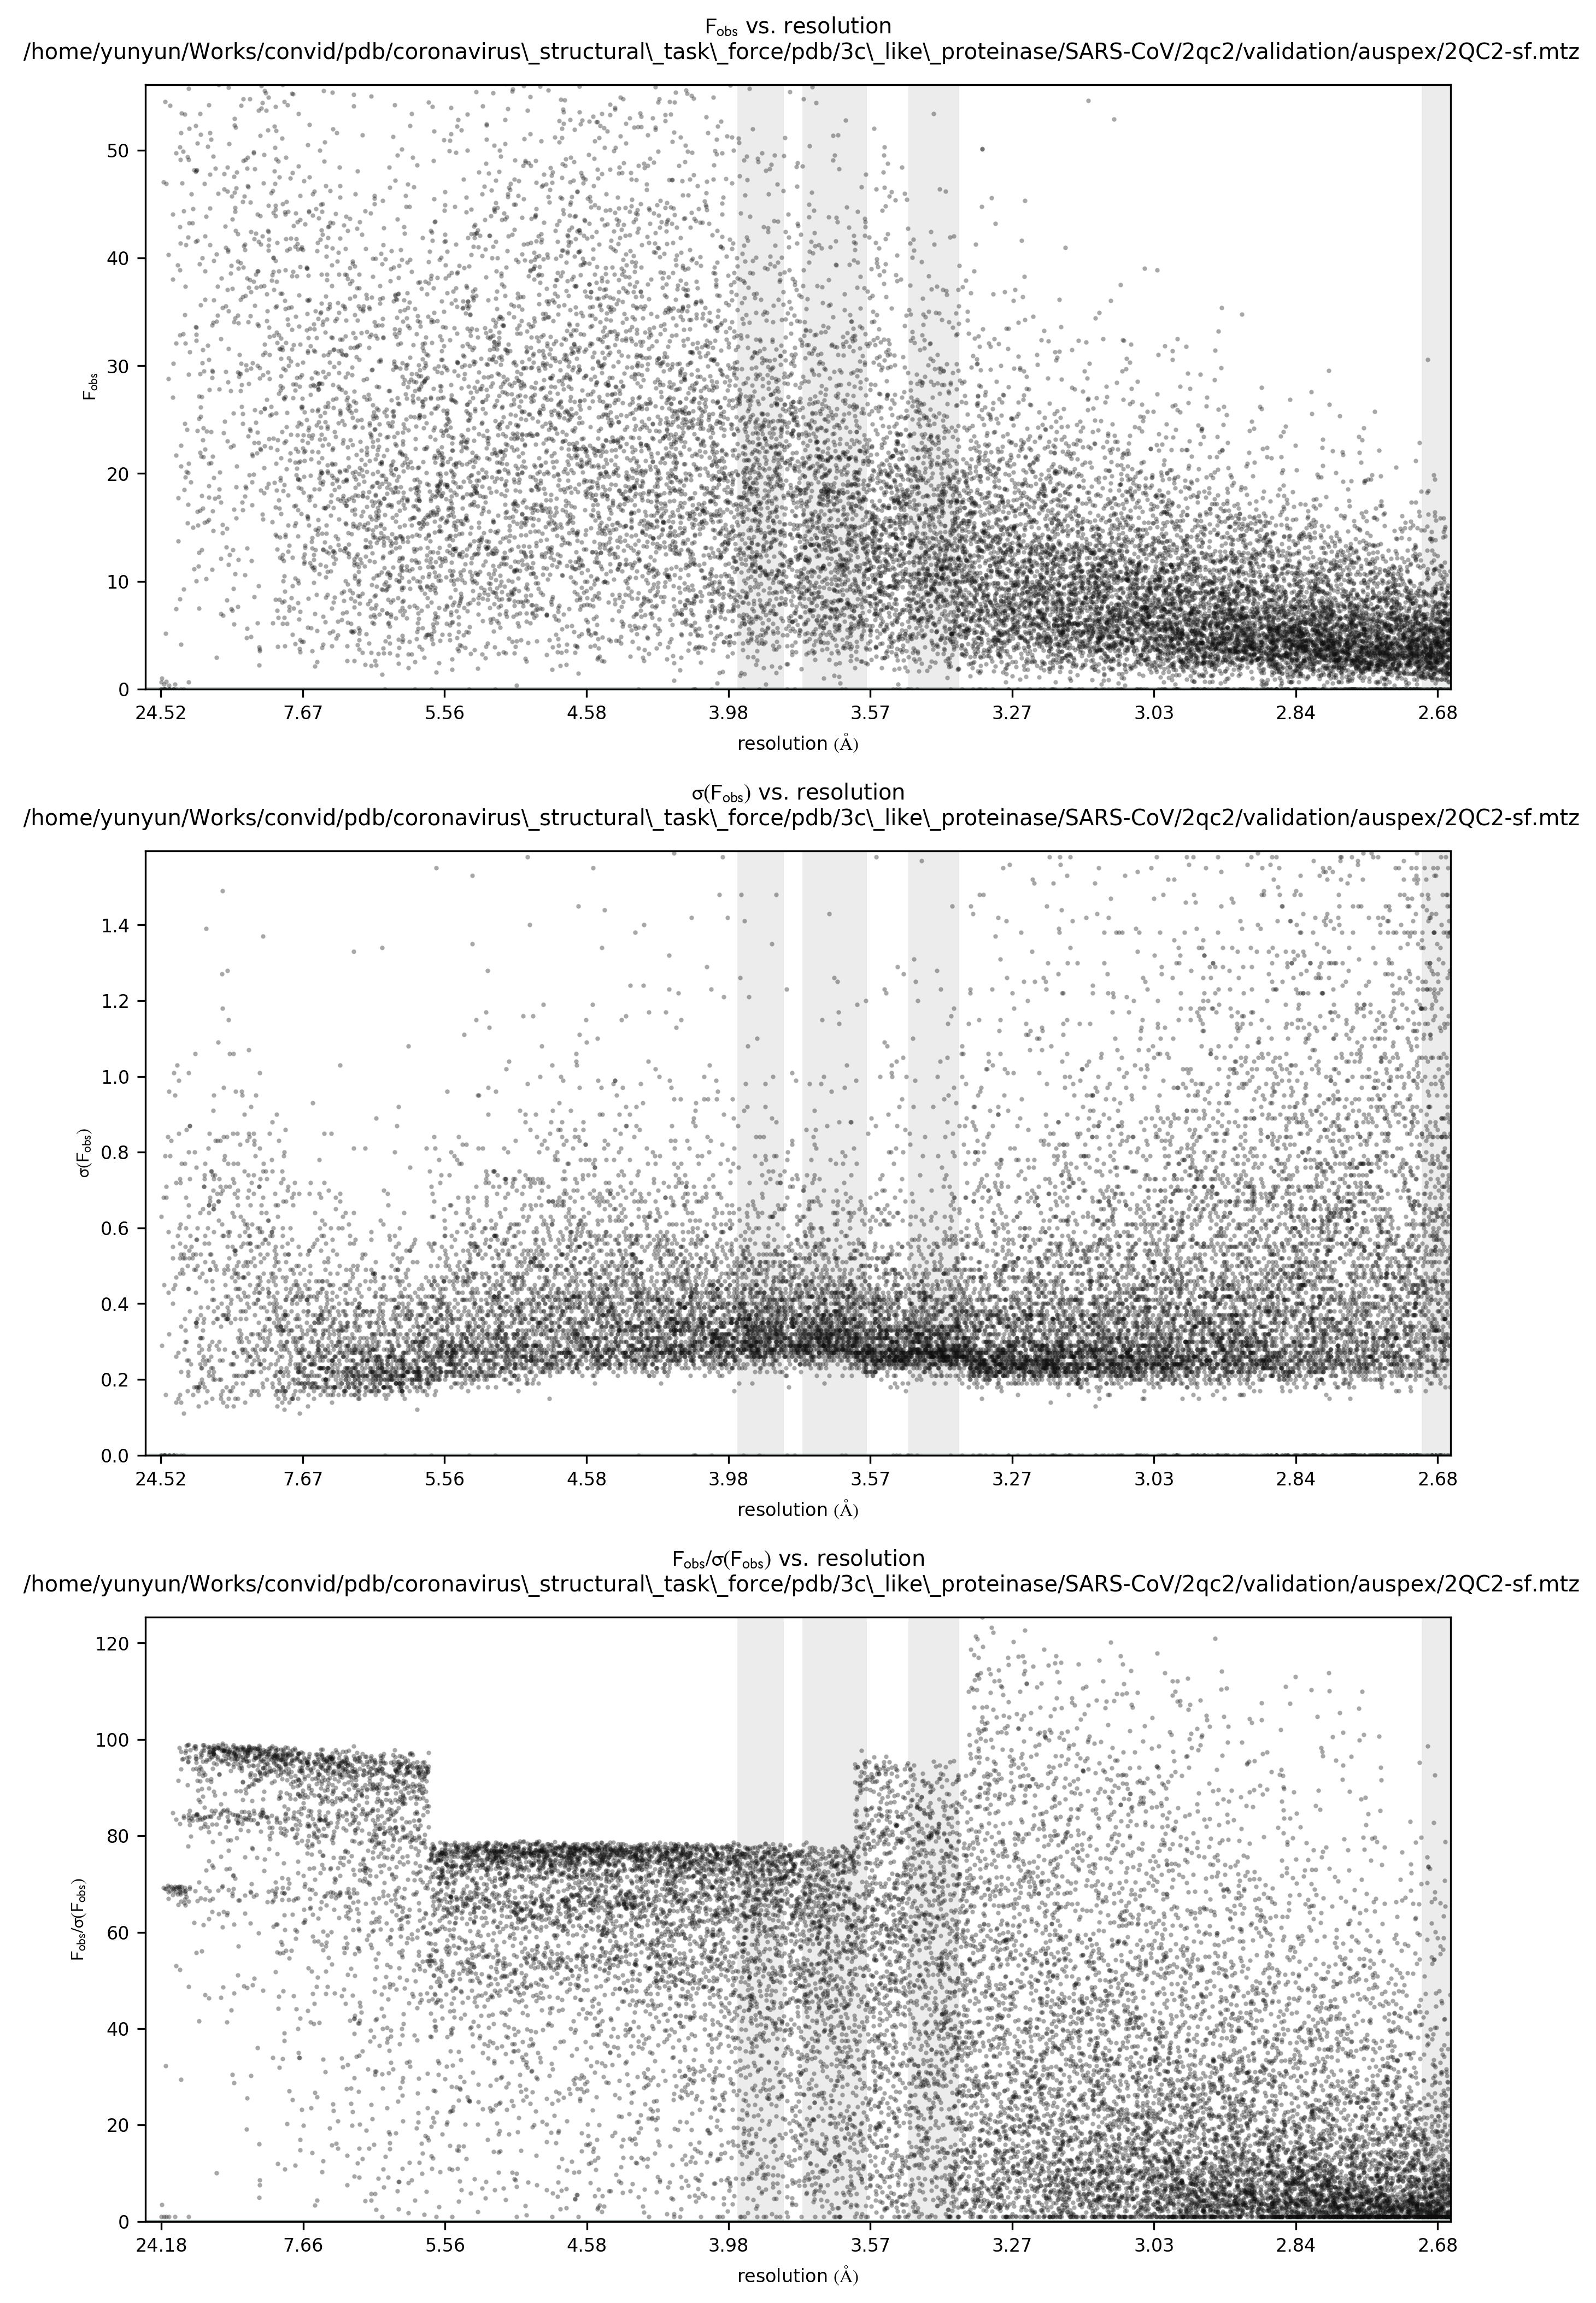 Fobs vs. resolution
/home/yunyun/Works/convid/pdb/coronavirus\_structural\_task\_force/pdb/3c\_like\_proteinase/SARS-CoV/2qc2/validation/auspex/2QC2-sf.mtz
50
40
30
20
10
0
Fobs
24.52 7.67 5.56 4.58 3.98 3.57 3.27 3.03 2.84 2.68
resolution (Å)
σ(Fobs) vs. resolution
/home/yunyun/Works/convid/pdb/coronavirus\_structural\_task\_force/pdb/3c\_like\_proteinase/SARS-CoV/2qc2/validation/auspex/2QC2-sf.mtz
1.4
1.2
1.0
0.8
0.6
0.4
0.2
0.0
σ(Fobs)
24.52 7.67 5.56 4.58 3.98 3.57 3.27 3.03 2.84 2.68
resolution (Å)
Fobs/σ(Fobs) vs. resolution
/home/yunyun/Works/convid/pdb/coronavirus\_structural\_task\_force/pdb/3c\_like\_proteinase/SARS-CoV/2qc2/validation/auspex/2QC2-sf.mtz
120
100
80
60
40
20
0
Fobs/σ(Fobs)
24.18 7.66 5.56 4.58 3.98 3.57 3.27 3.03 2.84 2.68
resolution (Å)